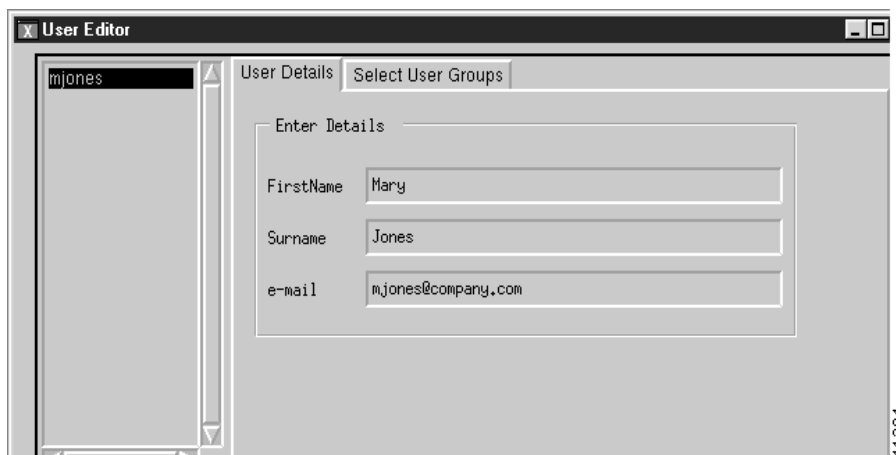 User Editor
mjones
User Details
Select User Groups
Enter Details
FirstName
Mary
Surname
Jones
e-mail
mjones@company.com